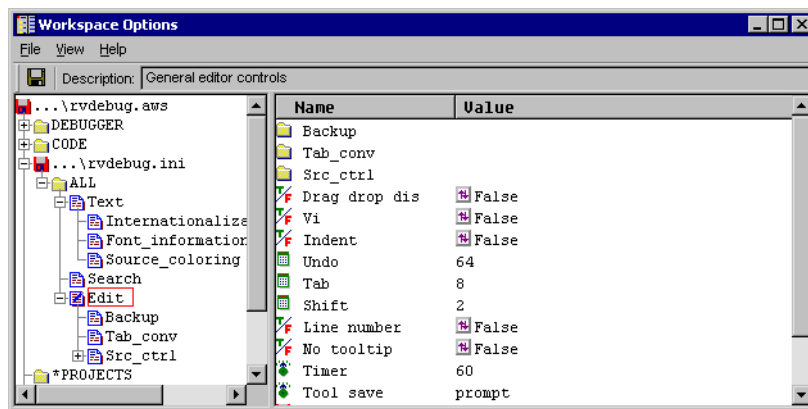 Workspace Options
File View Help
Description: General editor controls
...\rvdebug.aws
DEBUGGER
CODE
...\rvdebug.ini
ALL
Text
Internationaliza
Font_information
Source_coloring
Search
Edit
Backup
Tab_conv
Src_ctrl
*PROJECTS
Name Value
Backup
Tab_conv
Src_ctrl
Drag drop dis False
Vi False
Indent False
Undo 64
Tab 8
Shift 2
Line number False
No tooltip False
Timer 60
Tool save prompt